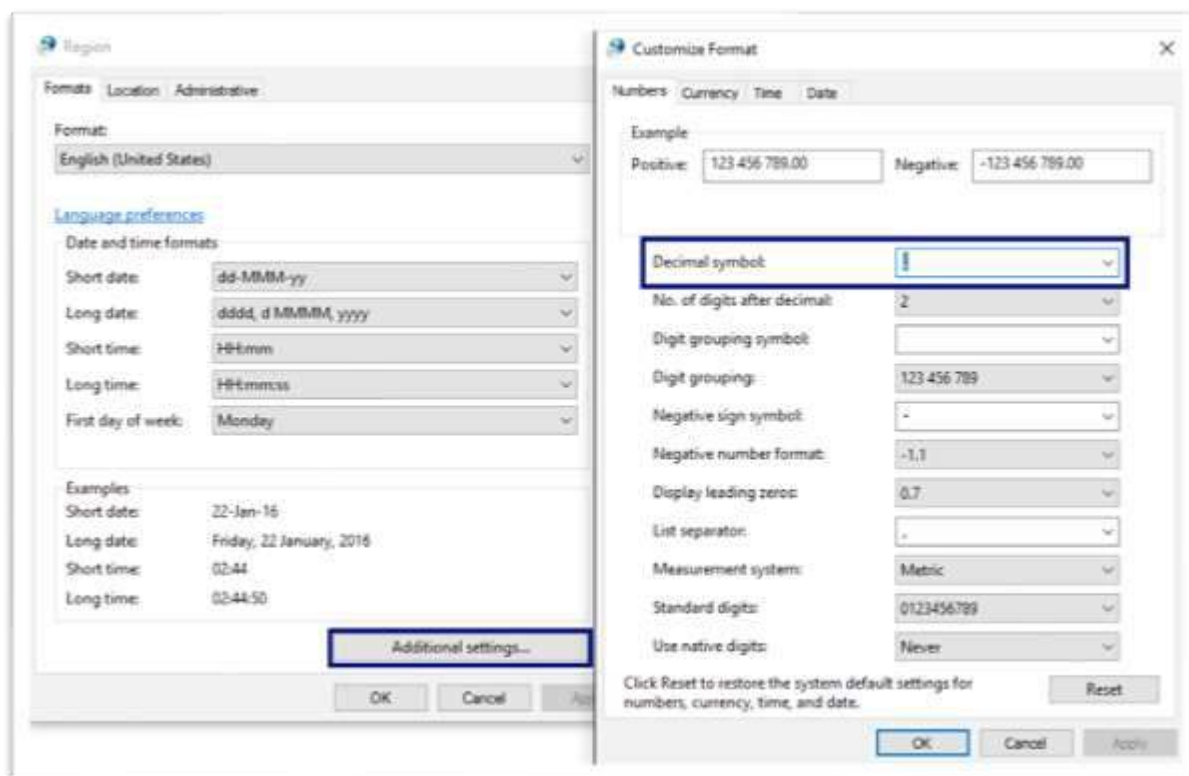 Region
Formats Location Administrative
Format:
English (United States)
Language preferences
Date and time formats
Short date: dd-MMM-yy
Long date: dddd, d MMMM, yyyy
Short time: HH:mm
Long time: HH:mm:ss
First day of week: Monday
Examples
Short date: 22-Jan-16
Long date: Friday, 22 January, 2016
Short time: 02:44
Long time: 02:44:50
Additional settings...
OK Cancel
Customize Format
Numbers Currency Time Date
Example
Positive: 123 456 789.00 Negative: -123 456 789.00
Decimal symbol:
No. of digits after decimal: 2
Digit grouping symbol:
Digit grouping: 123 456 789
Negative sign symbol: -
Negative number format: -1.1
Display leading zeros: 0.7
List separator: ,
Measurement system: Metric
Standard digits: 0123456789
Use native digits: Never
Click Reset to restore the system default settings for
numbers, currency, time, and date.
Reset
OK Cancel Apply